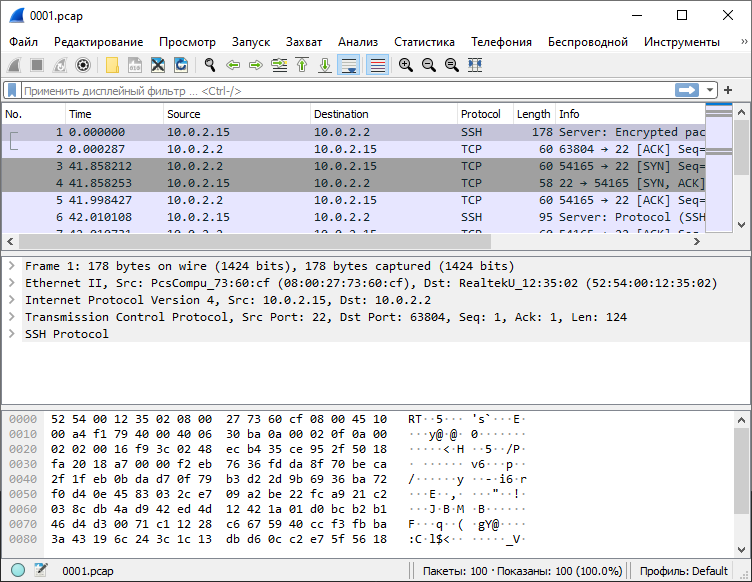 0001.pcap
Файл Редактирование Просмотр Запуск Захват Анализ Статистика Телефония Беспроводной Инструменты »
Применить дисплейный фильтр ... <Ctrl-/>
No. Time Source Destination Protocol Length Info
1 0.000000 10.0.2.15 10.0.2.2 SSH 178 Server: Encrypted pac
2 0.000287 10.0.2.2 10.0.2.15 TCP 60 63804 → 22 [ACK] Seq=
3 41.858212 10.0.2.2 10.0.2.15 TCP 60 54165 → 22 [SYN] Seq=
4 41.858253 10.0.2.15 10.0.2.2 TCP 58 22 → 54165 [SYN, ACK]
5 41.998427 10.0.2.2 10.0.2.15 TCP 60 54165 → 22 [ACK] Seq=
6 42.010108 10.0.2.15 10.0.2.2 SSH 95 Server: Protocol (SSH
Frame 1: 178 bytes on wire (1424 bits), 178 bytes captured (1424 bits)
Ethernet II, Src: PcsCompu_73:60:cf (08:00:27:73:60:cf), Dst: RealtekU_12:35:02 (52:54:00:12:35:02)
Internet Protocol Version 4, Src: 10.0.2.15, Dst: 10.0.2.2
Transmission Control Protocol, Src Port: 22, Dst Port: 63804, Seq: 1, Ack: 1, Len: 124
SSH Protocol
0000 52 54 00 12 35 02 08 00 27 73 60 cf 08 00 45 10 RT··5···'s`···E·
0010 00 a4 f1 79 40 00 40 06 30 ba 0a 00 02 0f 0a 00 ···y@·@·0·······
0020 02 02 00 16 f9 3c 02 48 ec b4 35 ce 95 2f 50 18 ·····<·H··5··/P·
0030 fa 20 18 a7 00 00 f2 eb 76 36 fd da 8f 70 be ca · ······v6···p··
0040 2f 1f eb 0b da d7 0f 79 b3 d2 2d 9b 69 36 ba 72 /······y··-·i6·r
0050 f0 d4 0e 45 83 03 2c e7 09 a2 be 22 fc a9 21 c2 ···E··,····"··!·
0060 03 8c db 4a d9 42 ed 4d 12 42 1a 01 d0 bc b2 b1 ···J·B·M·B······
0070 46 d4 d3 00 71 c1 12 28 c6 67 59 40 cc f3 fb ba F···q··(·gY@····
0080 3a 43 19 6c 24 3c 1c 13 db d6 0c c2 e7 5f 56 18 :C·l$<·······_V·
0001.pcap Пакеты: 100 · Показаны: 100 (100.0%) Профиль: Default